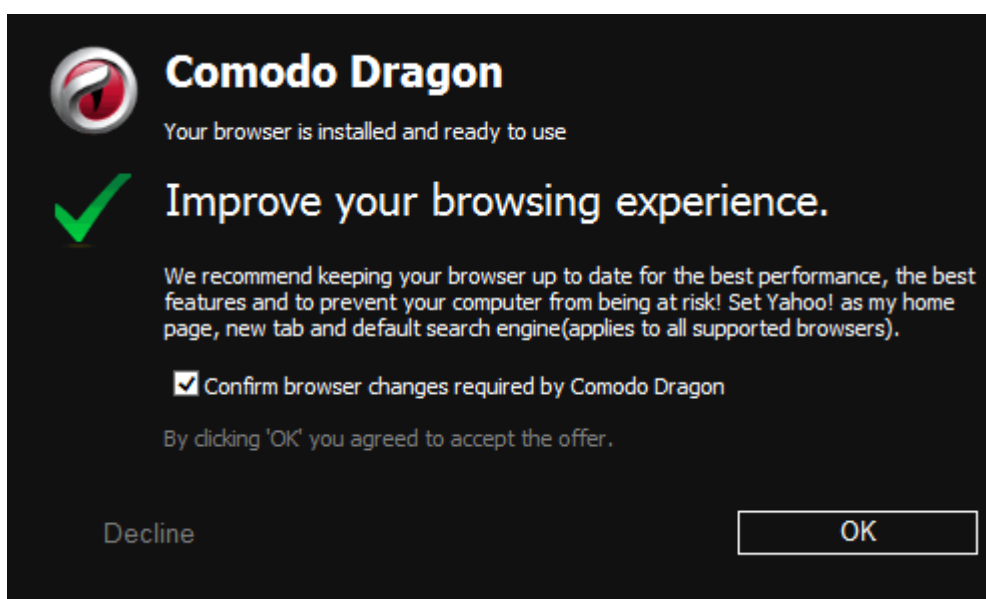 Comodo Dragon
Your browser is installed and ready to use
Improve your browsing experience.
We recommend keeping your browser up to date for the best performance, the best
features and to prevent your computer from being at risk! Set Yahoo! as my home
page, new tab and default search engine(applies to all supported browsers).
Confirm browser changes required by Comodo Dragon
By clicking 'OK' you agreed to accept the offer.
Decline
OK